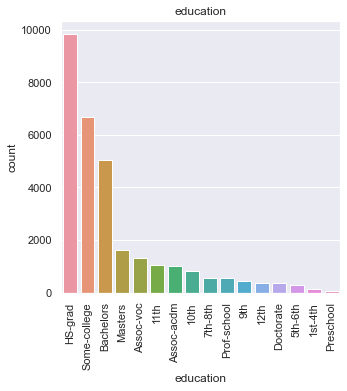 education
10000
8000
6000
4000
2000
0
count
HS-grad
Some-college
Bachelors
Masters
Assoc-voc
11th
Assoc-acdm
10th
7th-8th
Prof-school
9th
12th
Doctorate
5th-6th
1st-4th
Preschool
education